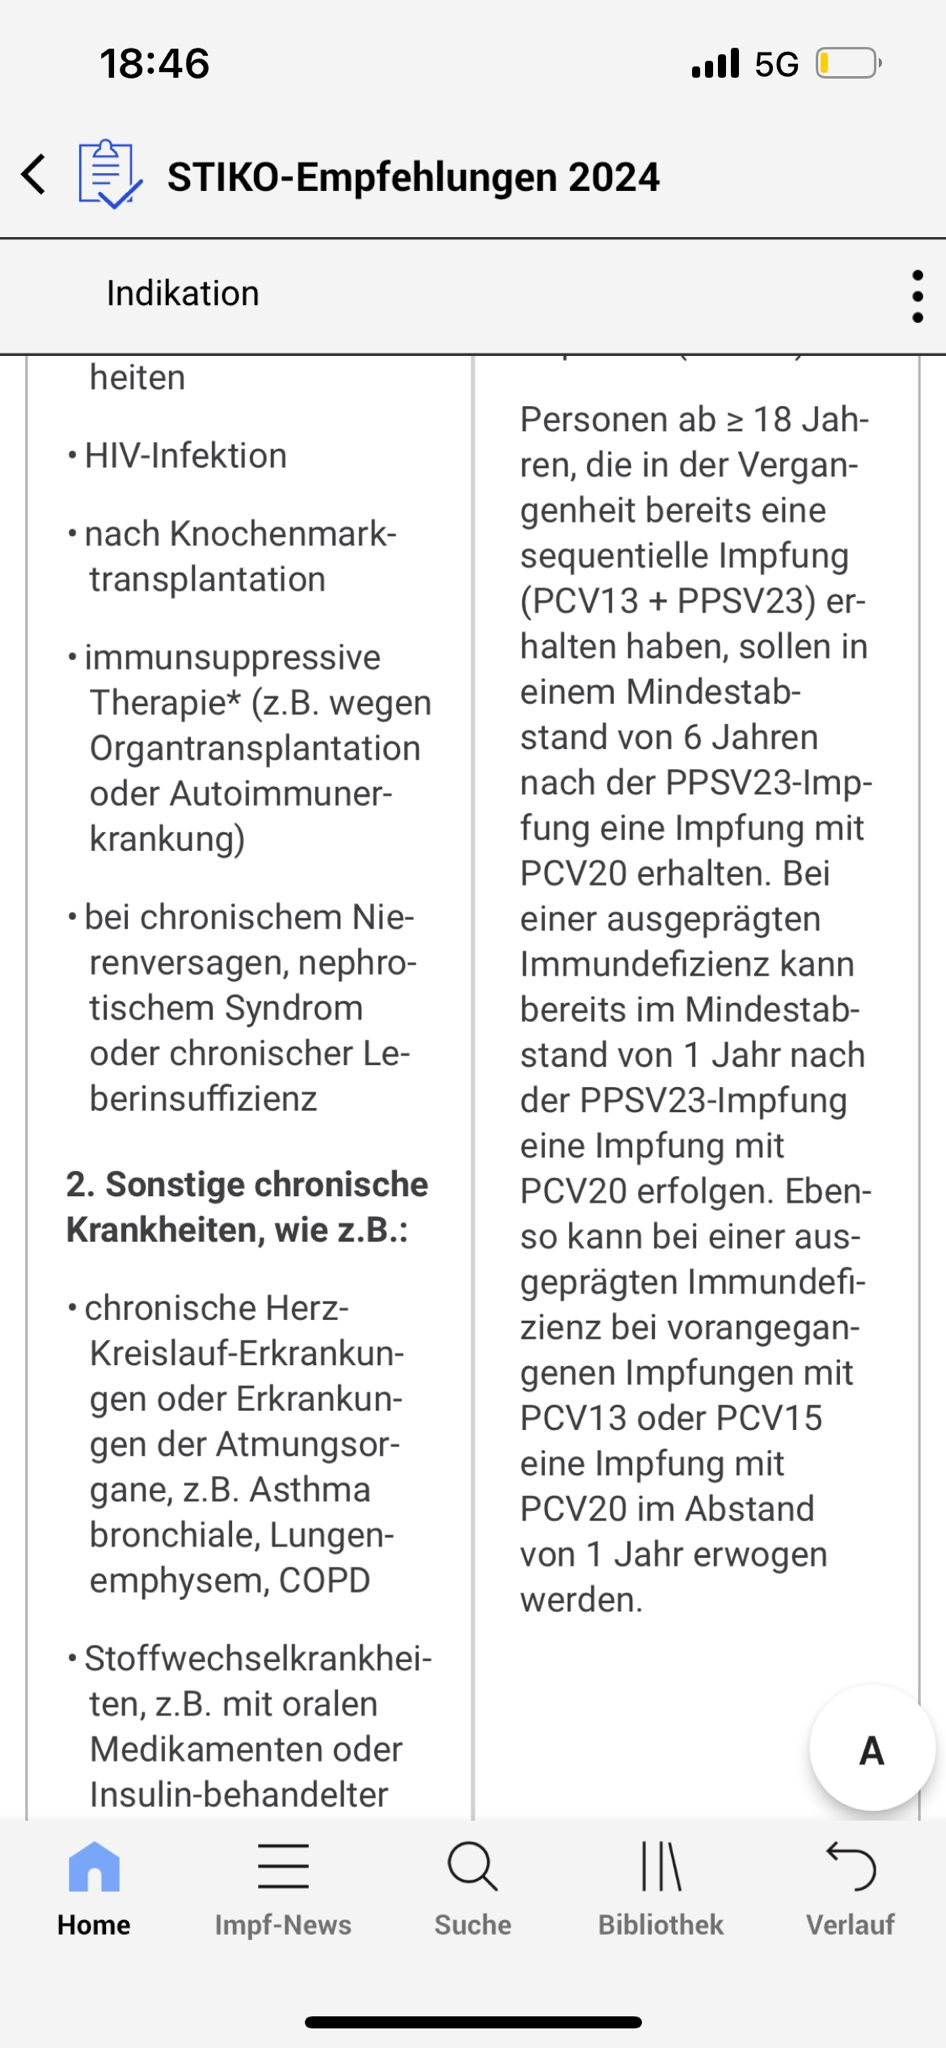 18:46
5G
STIKO-Empfehlungen 2024
Indikation
heiten
• HIV-Infektion
• nach Knochenmark-
transplantation
• immunsuppressive
Therapie* (z.B. wegen
Organtransplantation
oder Autoimmuner-
krankung)
• bei chronischem Nie-
renversagen, nephro-
tischem Syndrom
oder chronischer Le-
berinsuffizienz
2. Sonstige chronische
Krankheiten, wie z.B.:
• chronische Herz-
Kreislauf-Erkrankun-
gen oder Erkrankun-
gen der Atmungsor-
gane, z.B. Asthma
bronchiale, Lungen-
emphysem, COPD
• Stoffwechselkrankhei-
ten, z.B. mit oralen
Medikamenten oder
Insulin-behandelter
Personen ab ≥ 18 Jah-
ren, die in der Vergan-
genheit bereits eine
sequentielle Impfung
(PCV13 + PPSV23) er-
halten haben, sollen in
einem Mindestab-
stand von 6 Jahren
nach der PPSV23-Imp-
fung eine Impfung mit
PCV20 erhalten. Bei
einer ausgeprägten
Immundefizienz kann
bereits im Mindestab-
stand von 1 Jahr nach
der PPSV23-Impfung
eine Impfung mit
PCV20 erfolgen. Eben-
so kann bei einer aus-
geprägten Immundefi-
zienz bei vorangegan-
genen Impfungen mit
PCV13 oder PCV15
eine Impfung mit
PCV20 im Abstand
von 1 Jahr erwogen
werden.
A
Home
Impf-News
Suche
Bibliothek
Verlauf